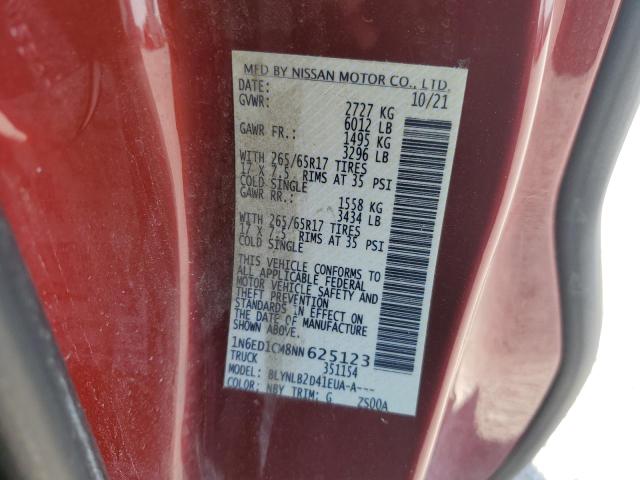 MFD BY NISSAN MOTOR CO., LTD.
DATE: 10/21
GVWR: 2727 KG
6012 LB
GAWR FR.: 1495 KG
3296 LB
WITH 265/65R17 TIRES
17 X 7.5 RIMS AT 35 PSI
COLD SINGLE
GAWR RR.: 1558 KG
3434 LB
WITH 265/65R17 TIRES
17 X 7.5 RIMS AT 35 PSI
COLD SINGLE
THIS VEHICLE CONFORMS TO
ALL APPLICABLE FEDERAL
MOTOR VEHICLE SAFETY AND
THEFT PREVENTION
STANDARDS IN EFFECT ON
THE DATE OF MANUFACTURE
SHOWN ABOVE.
1N6ED1CM8NN625123
TRUCK 351154
MODEL: BLYNLB2D41EUA-A---
COLOR: NBY TRIM: G ZS00A